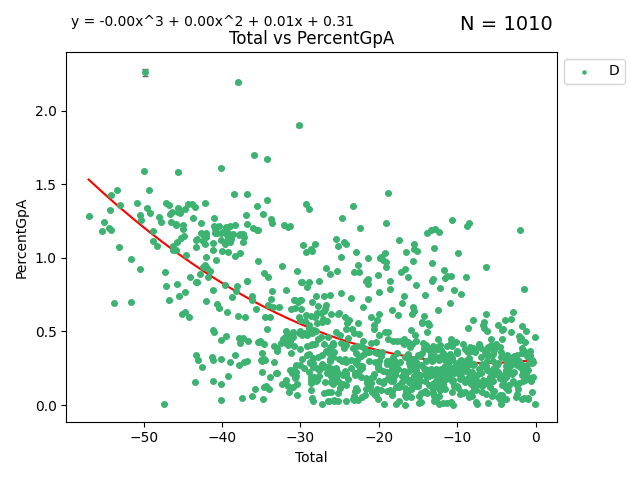 y = -0.00x^3 + 0.00x^2 + 0.01x + 0.31
N = 1010
Total vs PercentGpA
D
PercentGpA
2.0
1.5
1.0
0.5
0.0
−50
−40
−30
−20
−10
0
Total